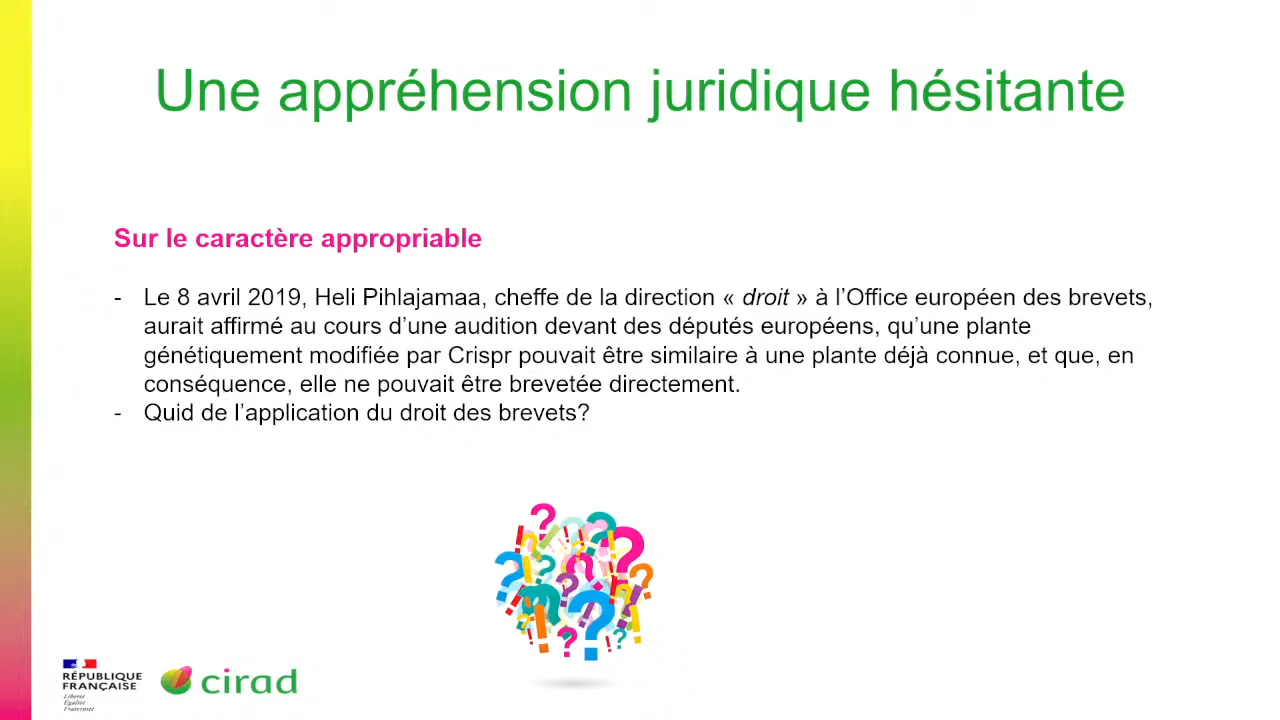 Une appréhension juridique hésitante
Sur le caractère appropriable
- Le 8 avril 2019, Heli Pihlajamaa, cheffe de la direction « droit » à l’Office européen des brevets,
aurait affirmé au cours d’une audition devant des députés européens, qu’une plante
génétiquement modifiée par Crispr pouvait être similaire à une plante déjà connue, et que, en
conséquence, elle ne pouvait être brevetée directement.
- Quid de l’application du droit des brevets?
RÉPUBLIQUE
FRANÇAISE
Liberté
Égalité
Fraternité
cirad